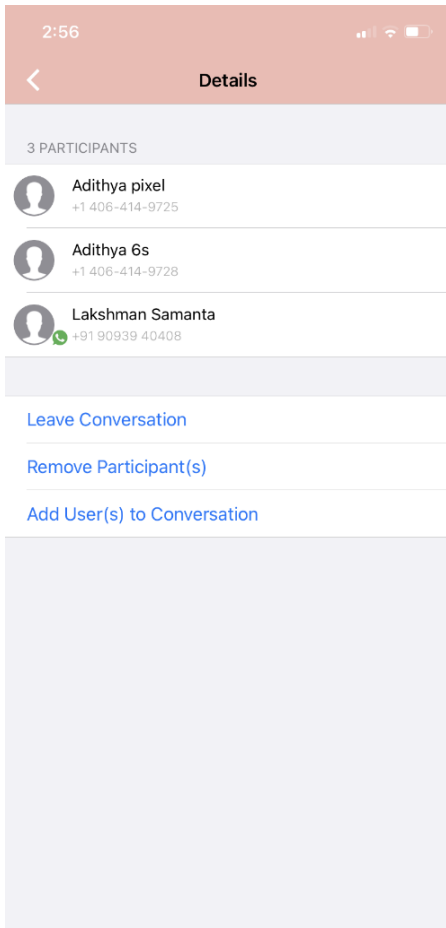 2:56
Details
3 PARTICIPANTS
Adithya pixel
+1 406-414-9725
Adithya 6s
+1 406-414-9728
Lakshman Samanta
+91 90939 40408
Leave Conversation
Remove Participant(s)
Add User(s) to Conversation